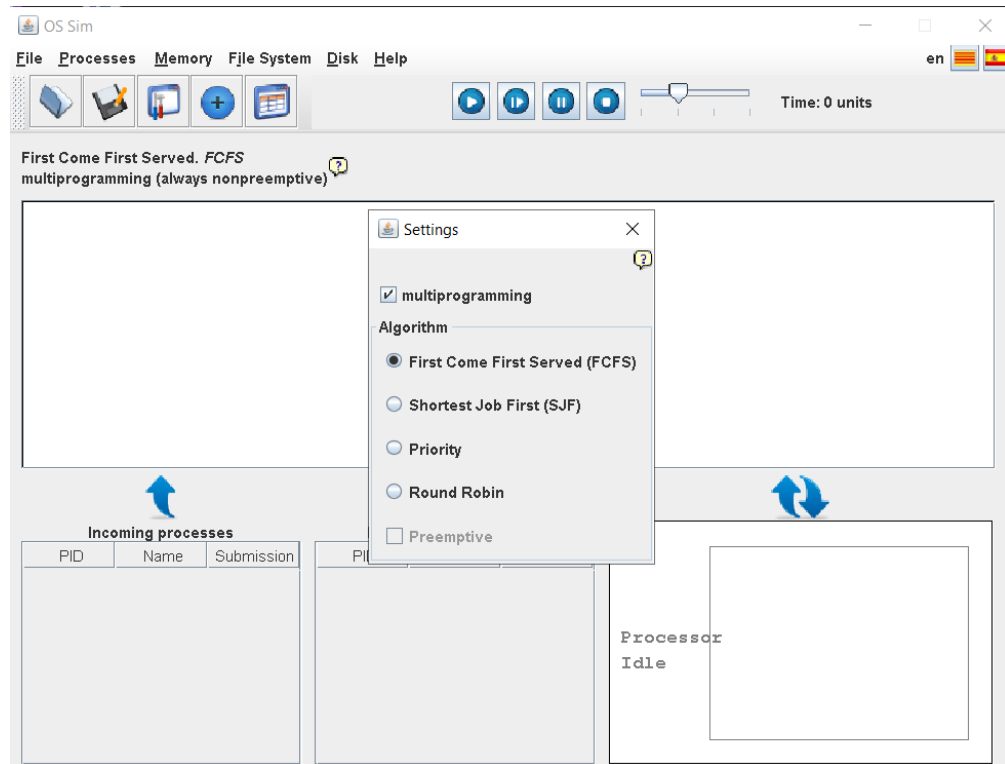 OS Sim
File Processes Memory File System Disk Help
en
Time: 0 units
First Come First Served. FCFS
multiprogramming (always nonpreemptive)
Settings
multiprogramming
Algorithm
First Come First Served (FCFS)
Shortest Job First (SJF)
Priority
Round Robin
Preemptive
Incoming processes
PID Name Submission
Processor
Idle